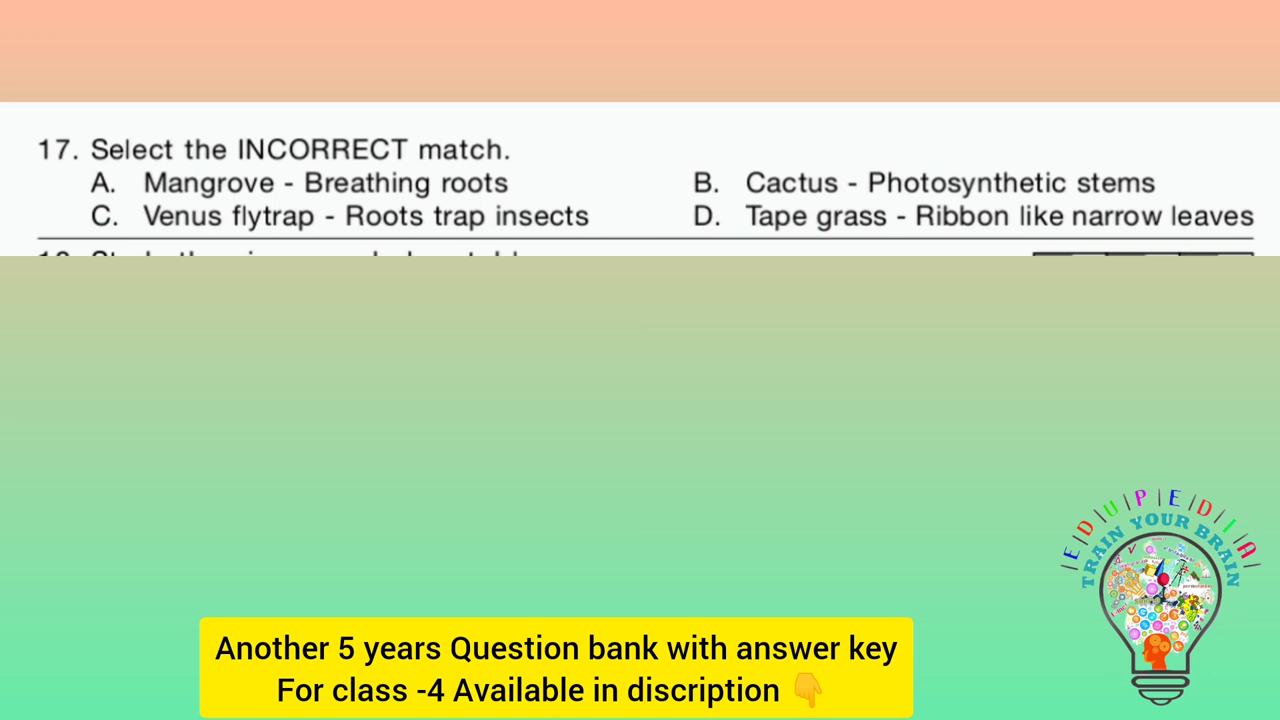 17. Select the INCORRECT match.
A. Mangrove - Breathing roots
B. Cactus - Photosynthetic stems
C. Venus flytrap - Roots trap insects
D. Tape grass - Ribbon like narrow leaves
E|D|U|P|E|D|I|A
TRAIN YOUR BRAIN
Another 5 years Question bank with answer key
For class -4 Available in discription 👇